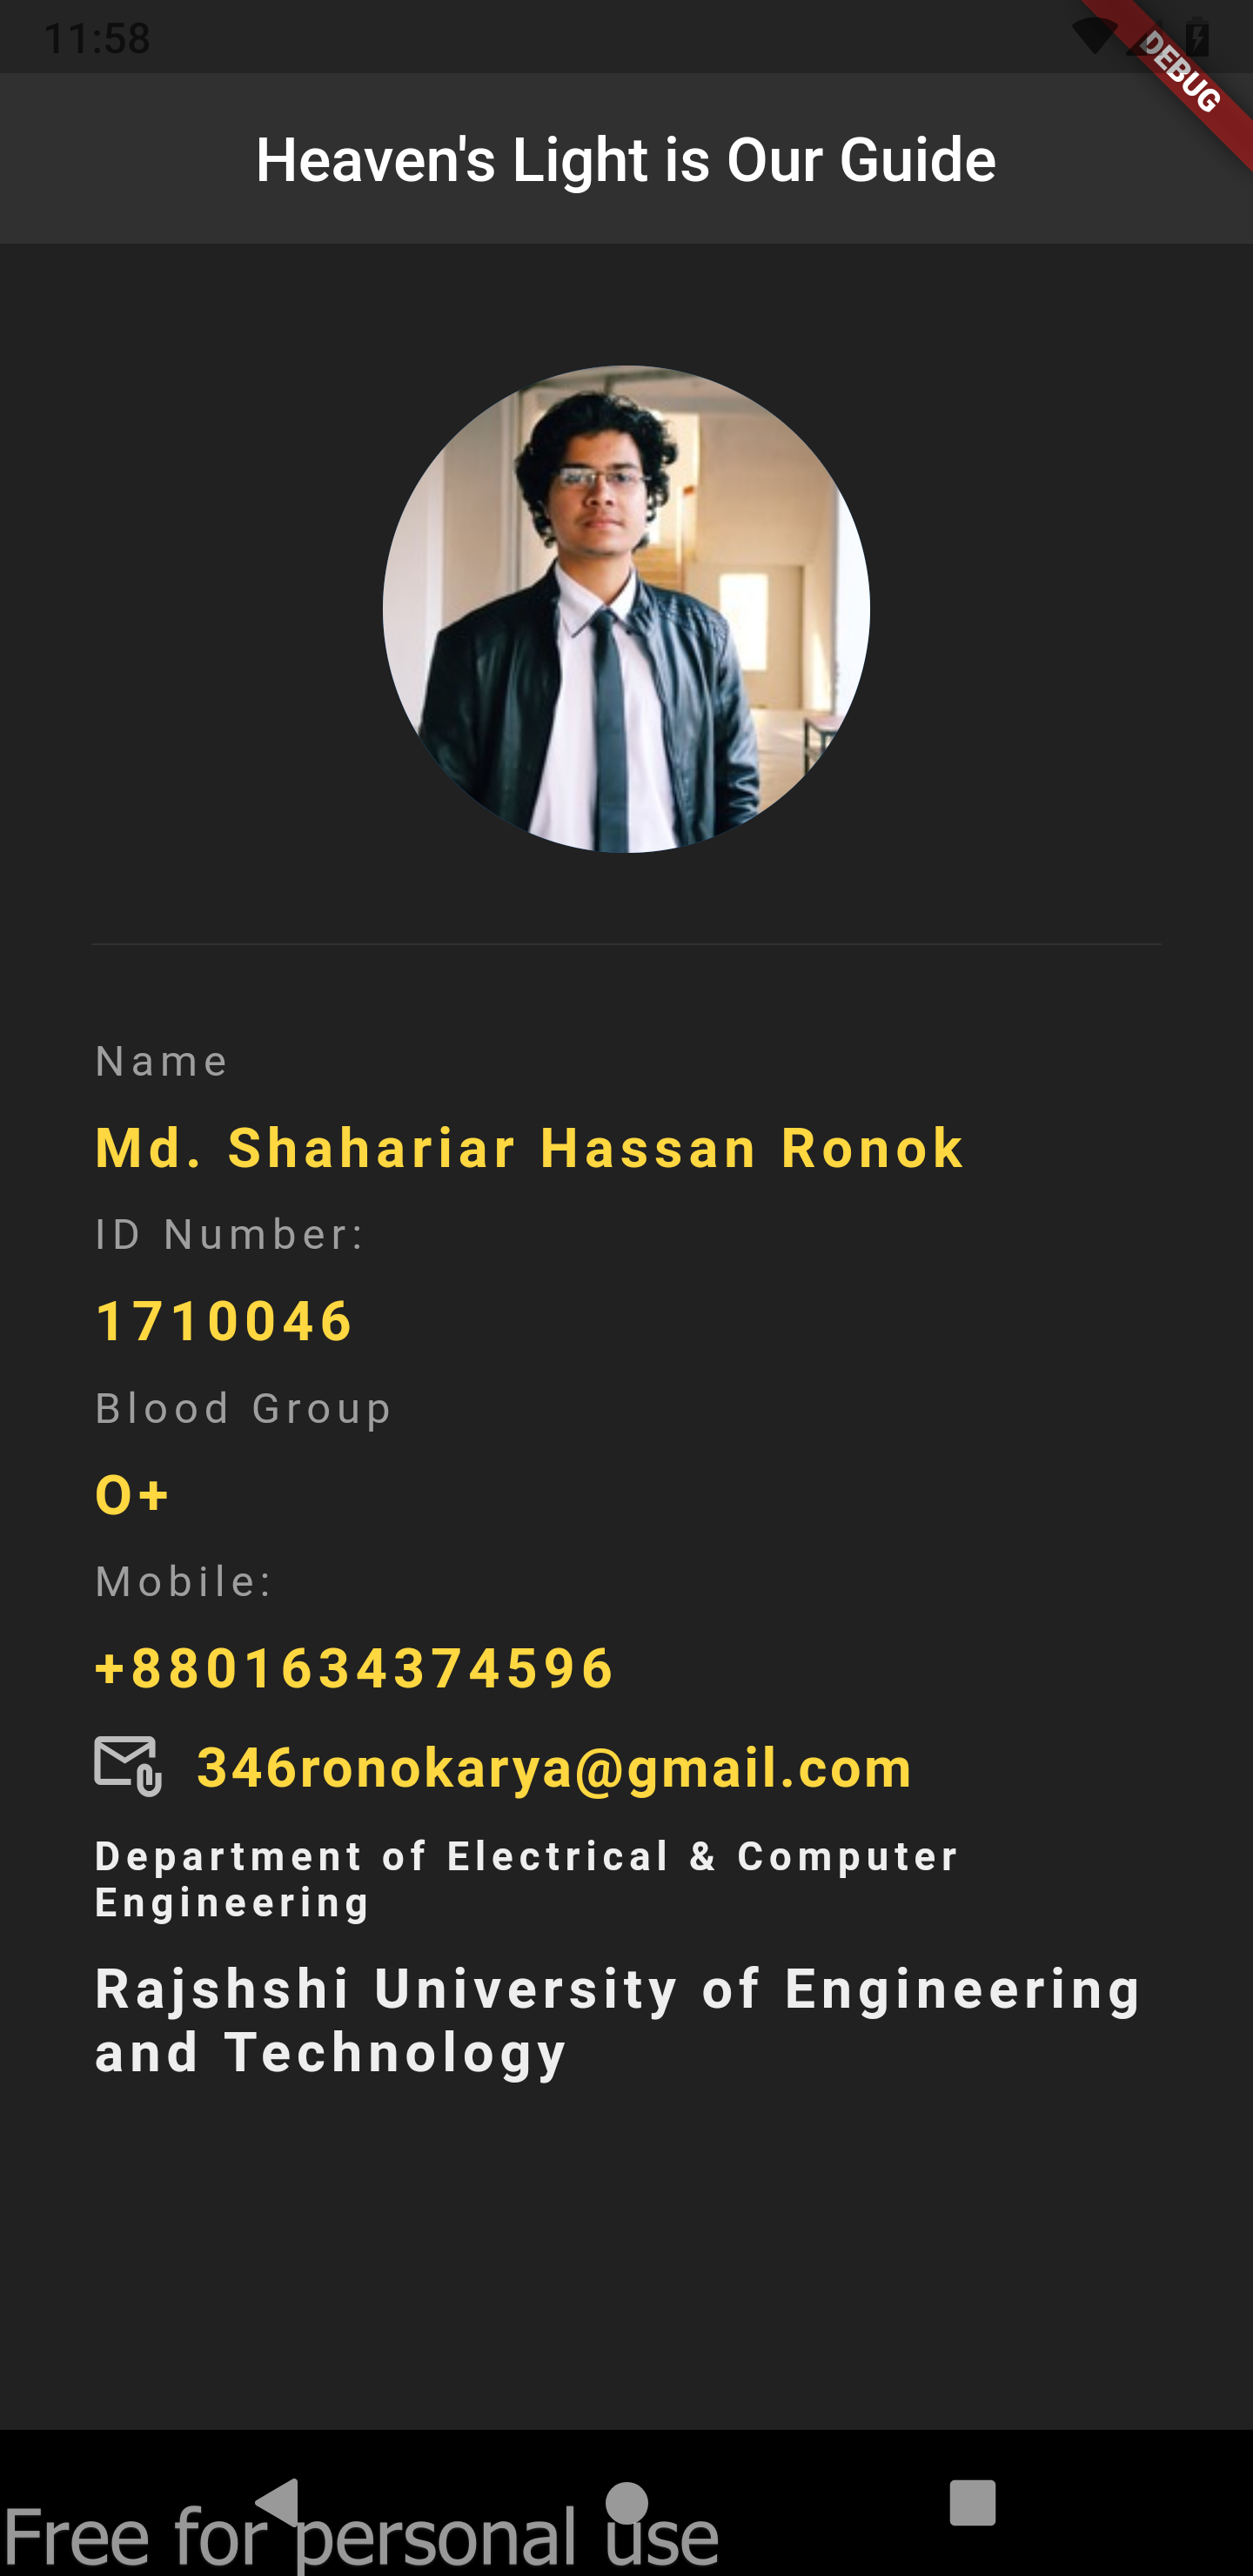 11:58
DEBUG
Heaven's Light is Our Guide
Name
Md. Shahariar Hassan Ronok
ID Number:
1710046
Blood Group
O+
Mobile:
+8801634374596
346ronokarya@gmail.com
Department of Electrical & Computer
Engineering
Rajshshi University of Engineering
and Technology
Free for personal use